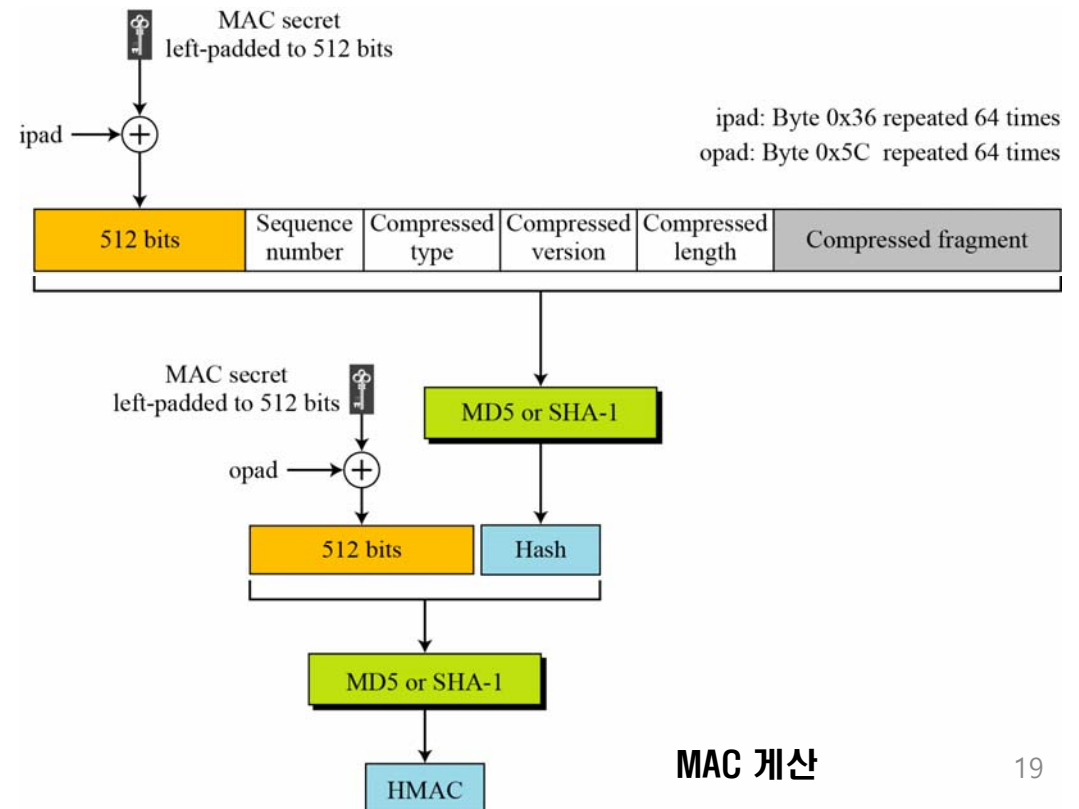 MAC secret
left-padded to 512 bits
ipad
ipad: Byte 0x36 repeated 64 times
opad: Byte 0x5C repeated 64 times
512 bits
Sequence
number
Compressed
type
Compressed
version
Compressed
length
Compressed fragment
MAC secret
left-padded to 512 bits
MD5 or SHA-1
opad
512 bits
Hash
MD5 or SHA-1
HMAC
MAC 게산
19